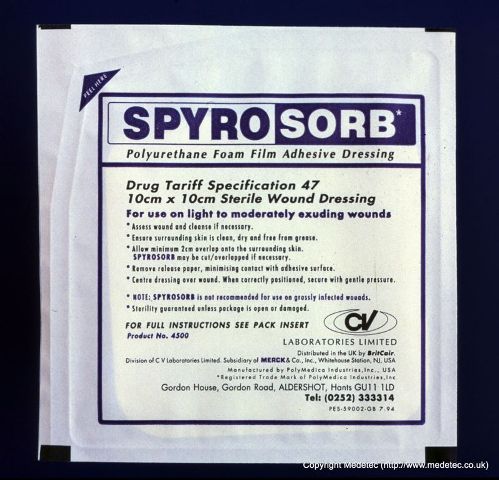 PEEL HERE
SPYROSORB*
Polyurethane Foam Film Adhesive Dressing
Drug Tariff Specification 47
10cm x 10cm Sterile Wound Dressing
For use on light to moderately exuding wounds
* Assess wound and cleanse if necessary.
* Ensure surrounding skin is clean, dry and free from grease.
* Allow minimum 2cm overlap onto the surrounding skin.
SPYROSORB may be cut/overlapped if necessary.
* Remove release paper, minimising contact with adhesive surface.
* Centre dressing over wound. When correctly positioned, secure with gentle pressure.
* NOTE: SPYROSORB is not recommended for use on grossly infected wounds.
* Sterility guaranteed unless package is open or damaged.
FOR FULL INSTRUCTIONS SEE PACK INSERT
Product No. 4500
CV
LABORATORIES LIMITED
Distributed in the UK by BritCair.
Division of C V Laboratories Limited. Subsidiary of MERCK & Co., Inc., Whitehouse Station, NJ, USA
Manufactured by PolyMedica Industries, Inc., USA
*Registered Trade Mark of PolyMedica Industries, Inc
Gordon House, Gordon Road, ALDERSHOT, Hants GU11 1LD
Tel: (0252) 333314
PES-59002-GB 7.94
Copyright Medetec (http://www.medetec.co.uk)